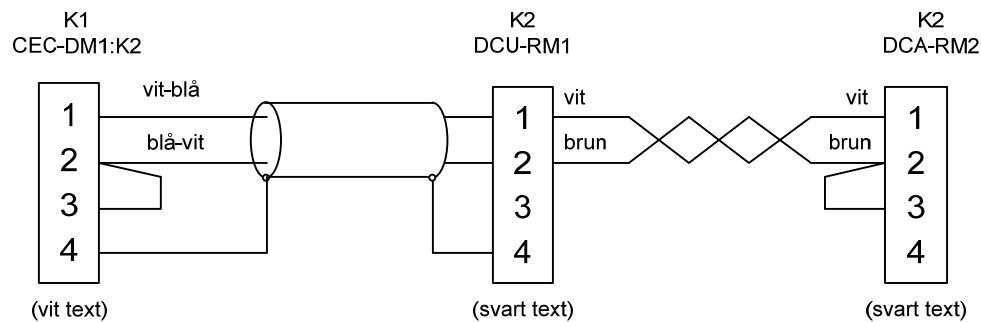 K1
CEC-DM1:K2
K2
DCU-RM1
K2
DCA-RM2
1
2
3
4
vit-blå
blå-vit
1
2
3
4
vit
brun
vit
brun
1
2
3
4
(vit text)
(svart text)
(svart text)